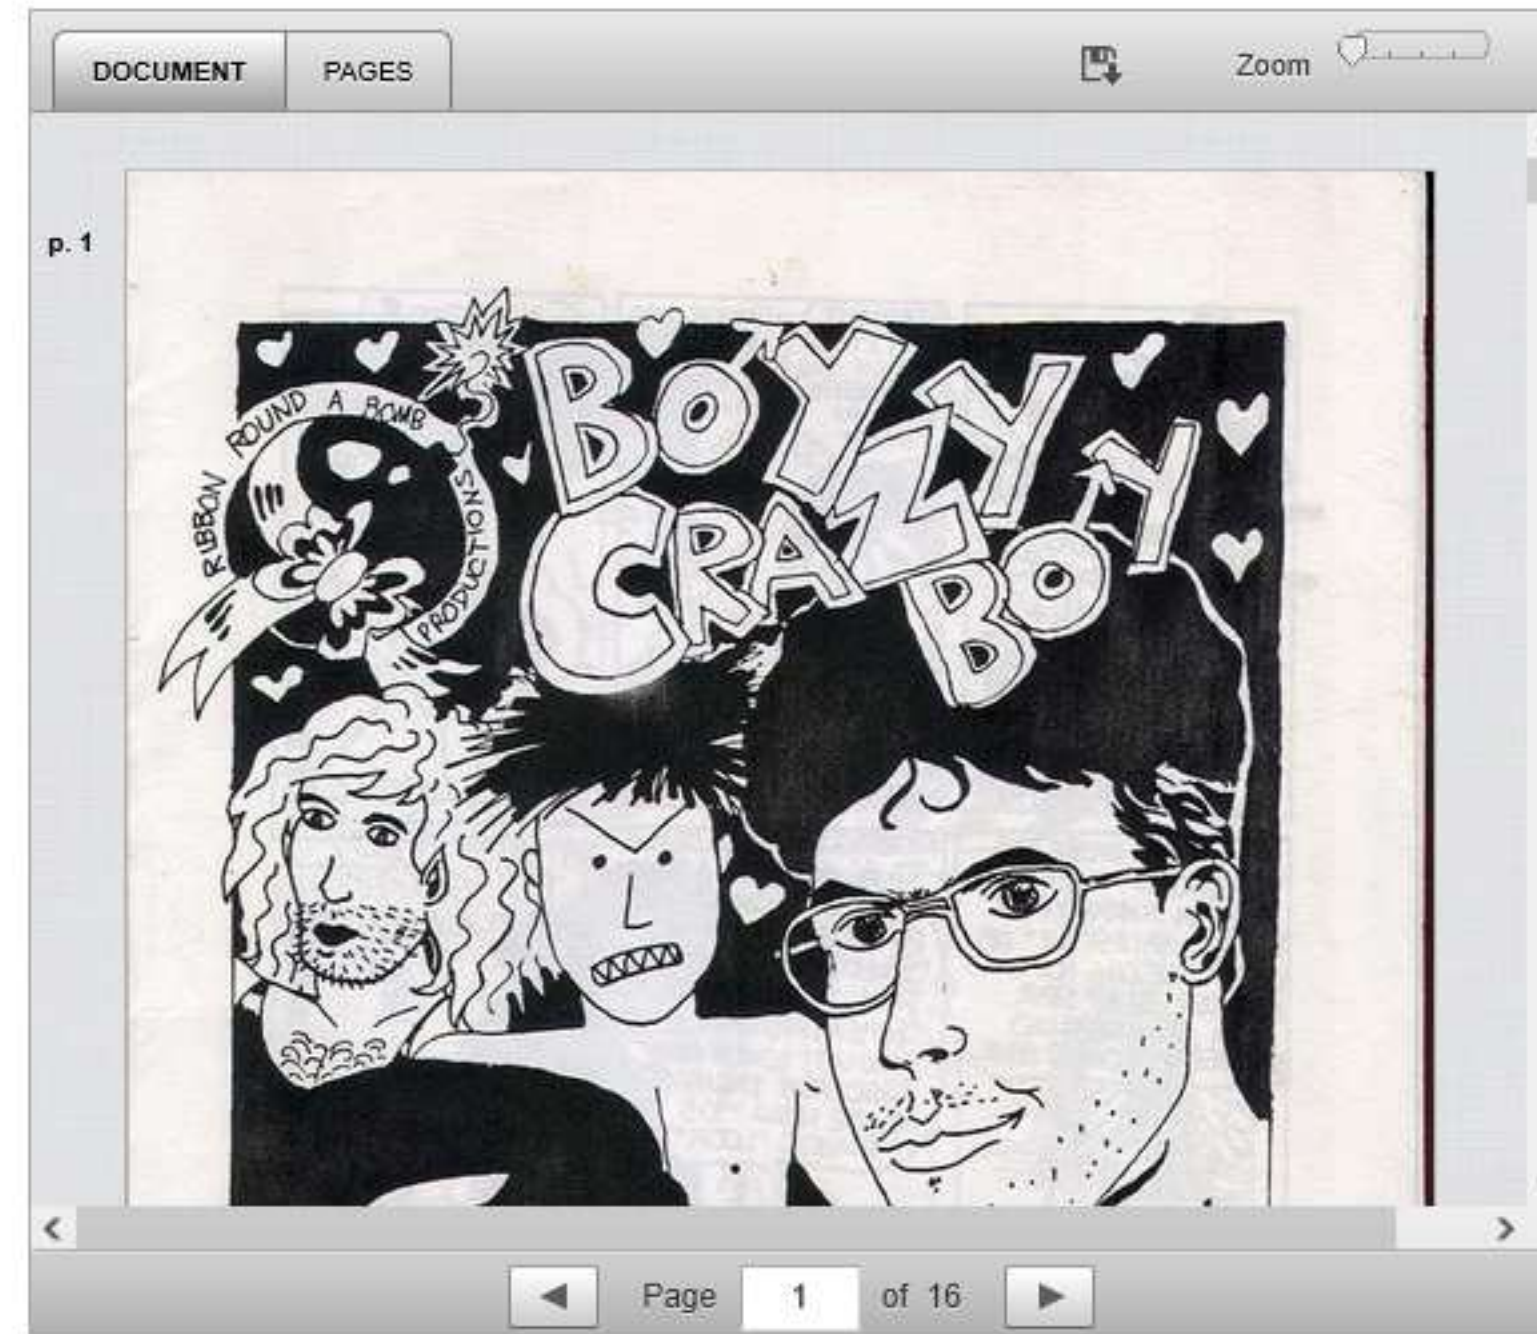 DOCUMENT PAGES Zoom
p. 1
RIBBON ROUND A BOMB PRODUCTIONS
BOY
CRAZY
BOY
Page 1 of 16